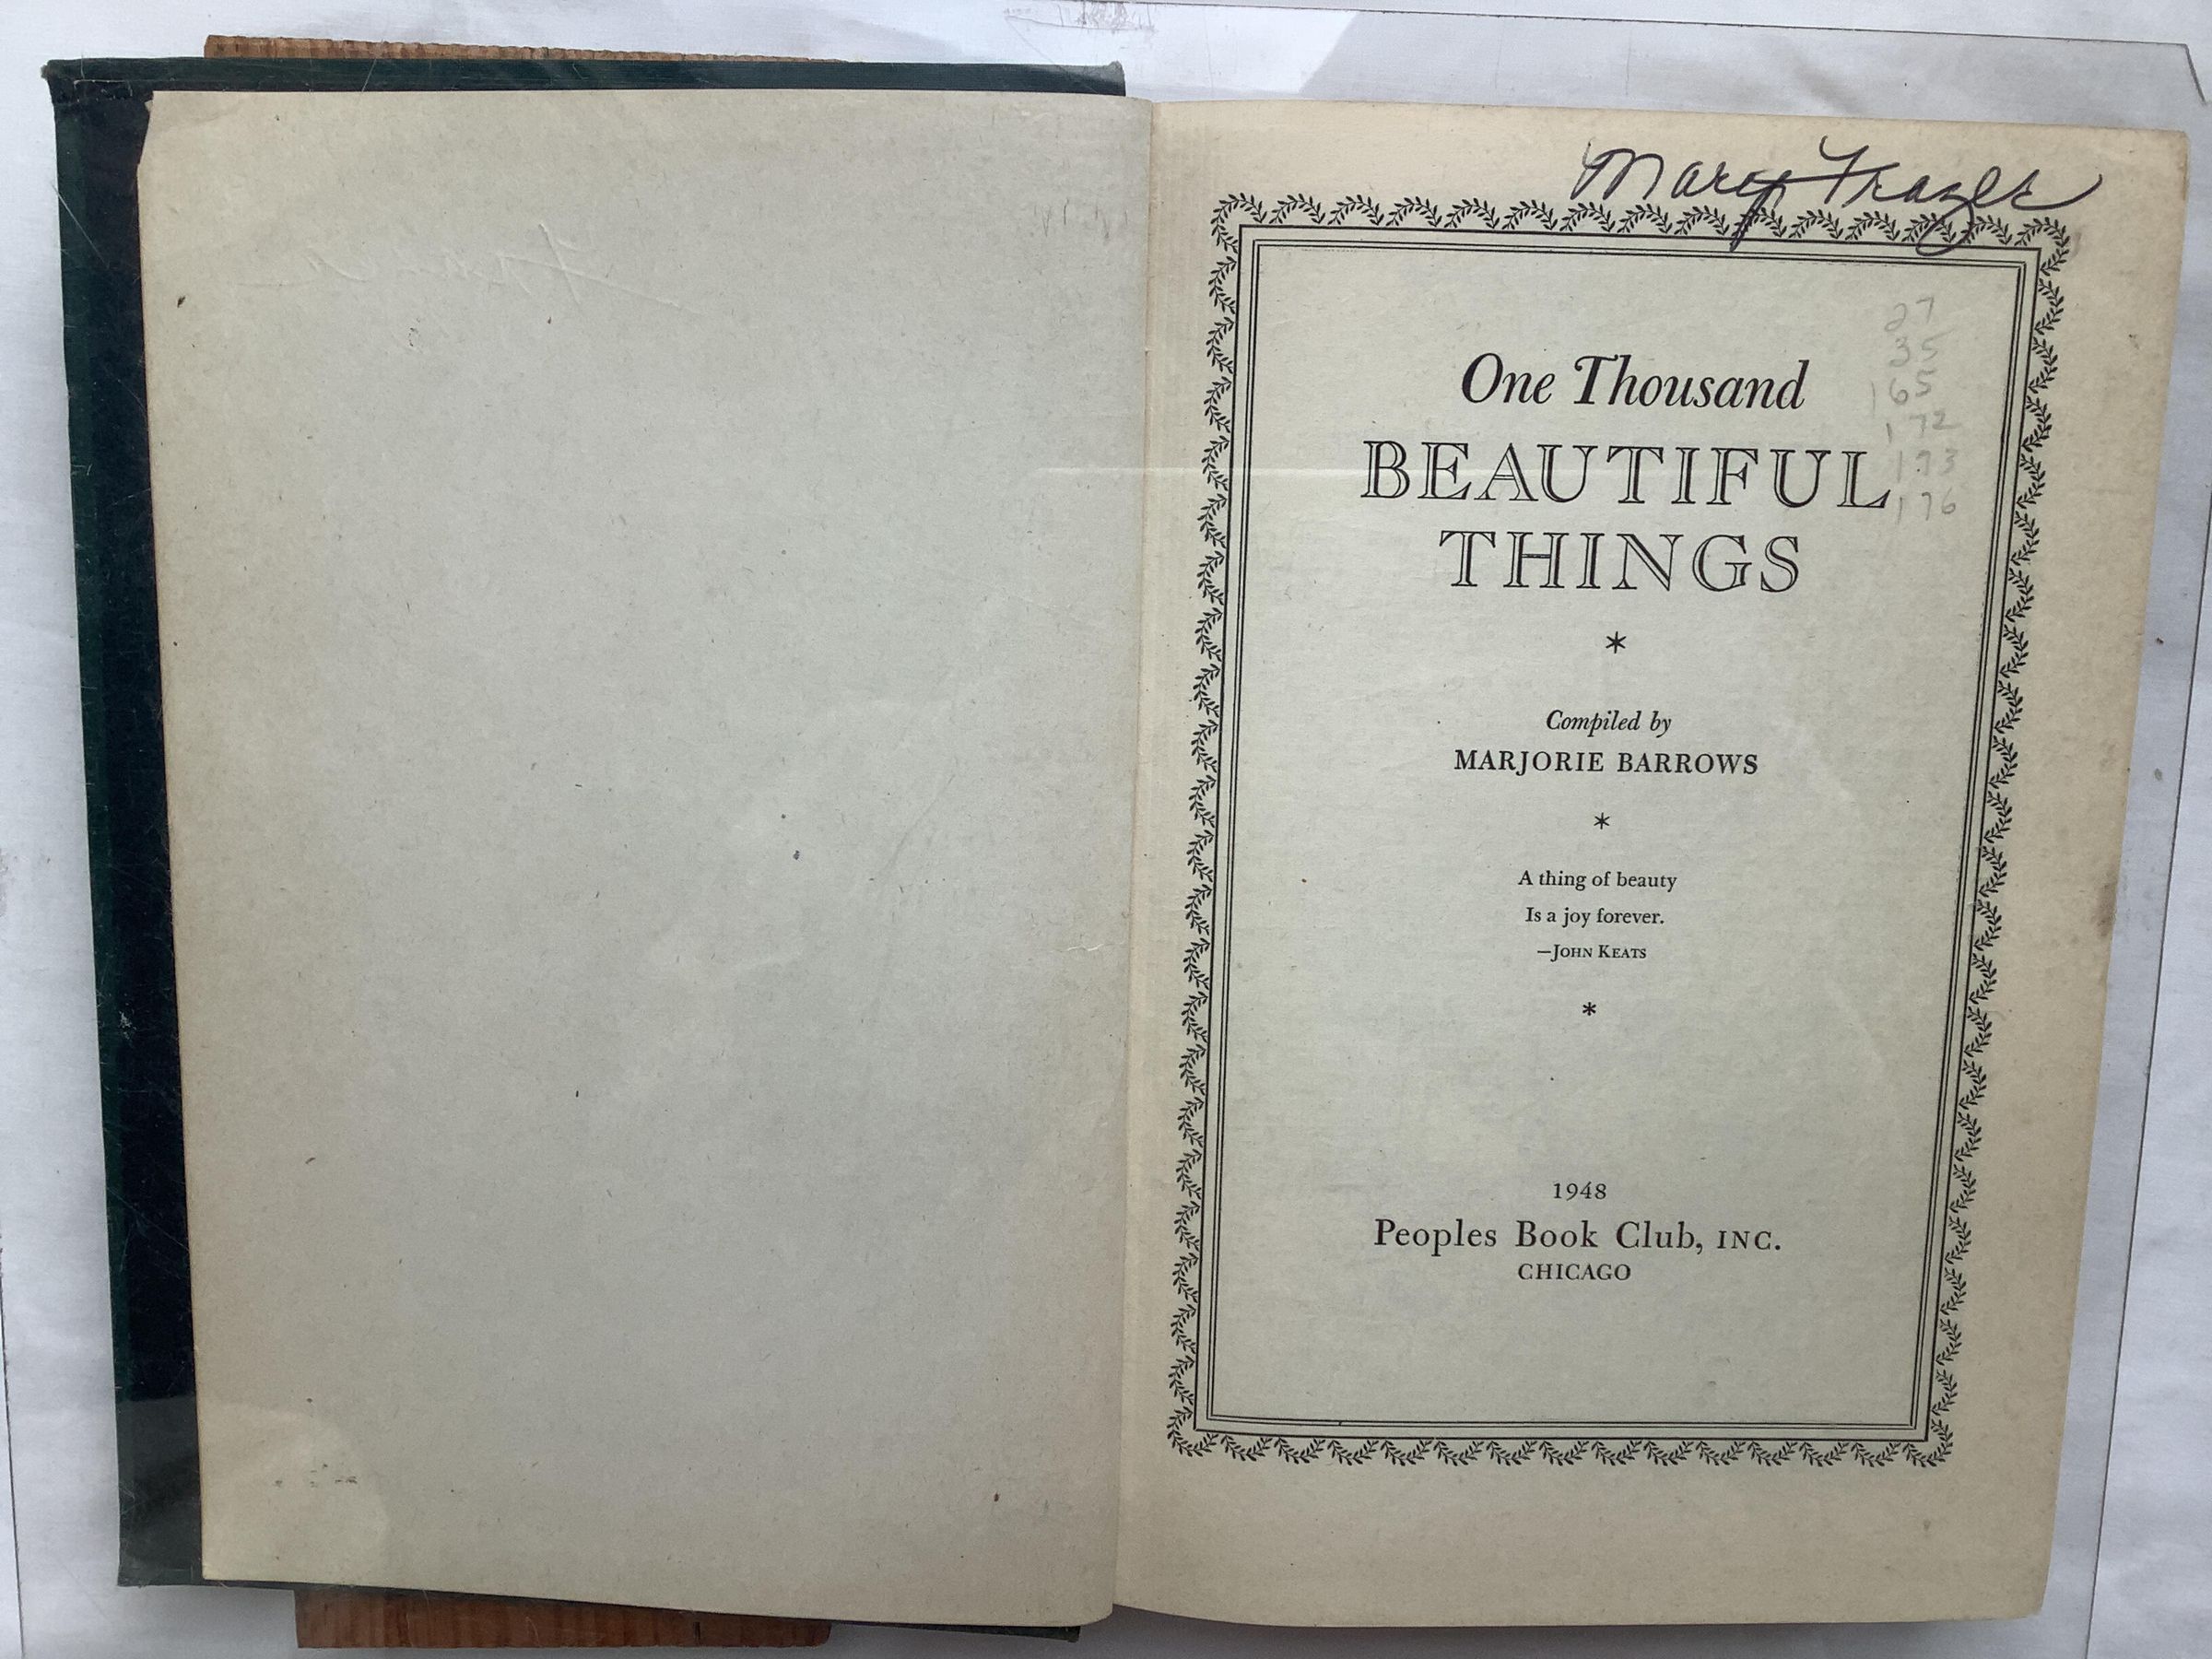 Mary Frazer
27
35
165
172
173
176
One Thousand
BEAUTIFUL
THINGS
*
Compiled by
MARJORIE BARROWS
*
A thing of beauty
Is a joy forever.
—JOHN KEATS
*
1948
Peoples Book Club, INC.
CHICAGO